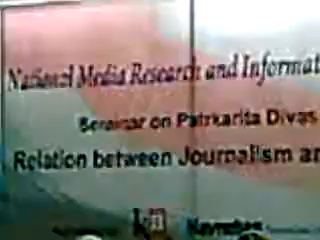 National Media Research and Informat
Seminar on Patrkarita Divas
Relation between Journalism an